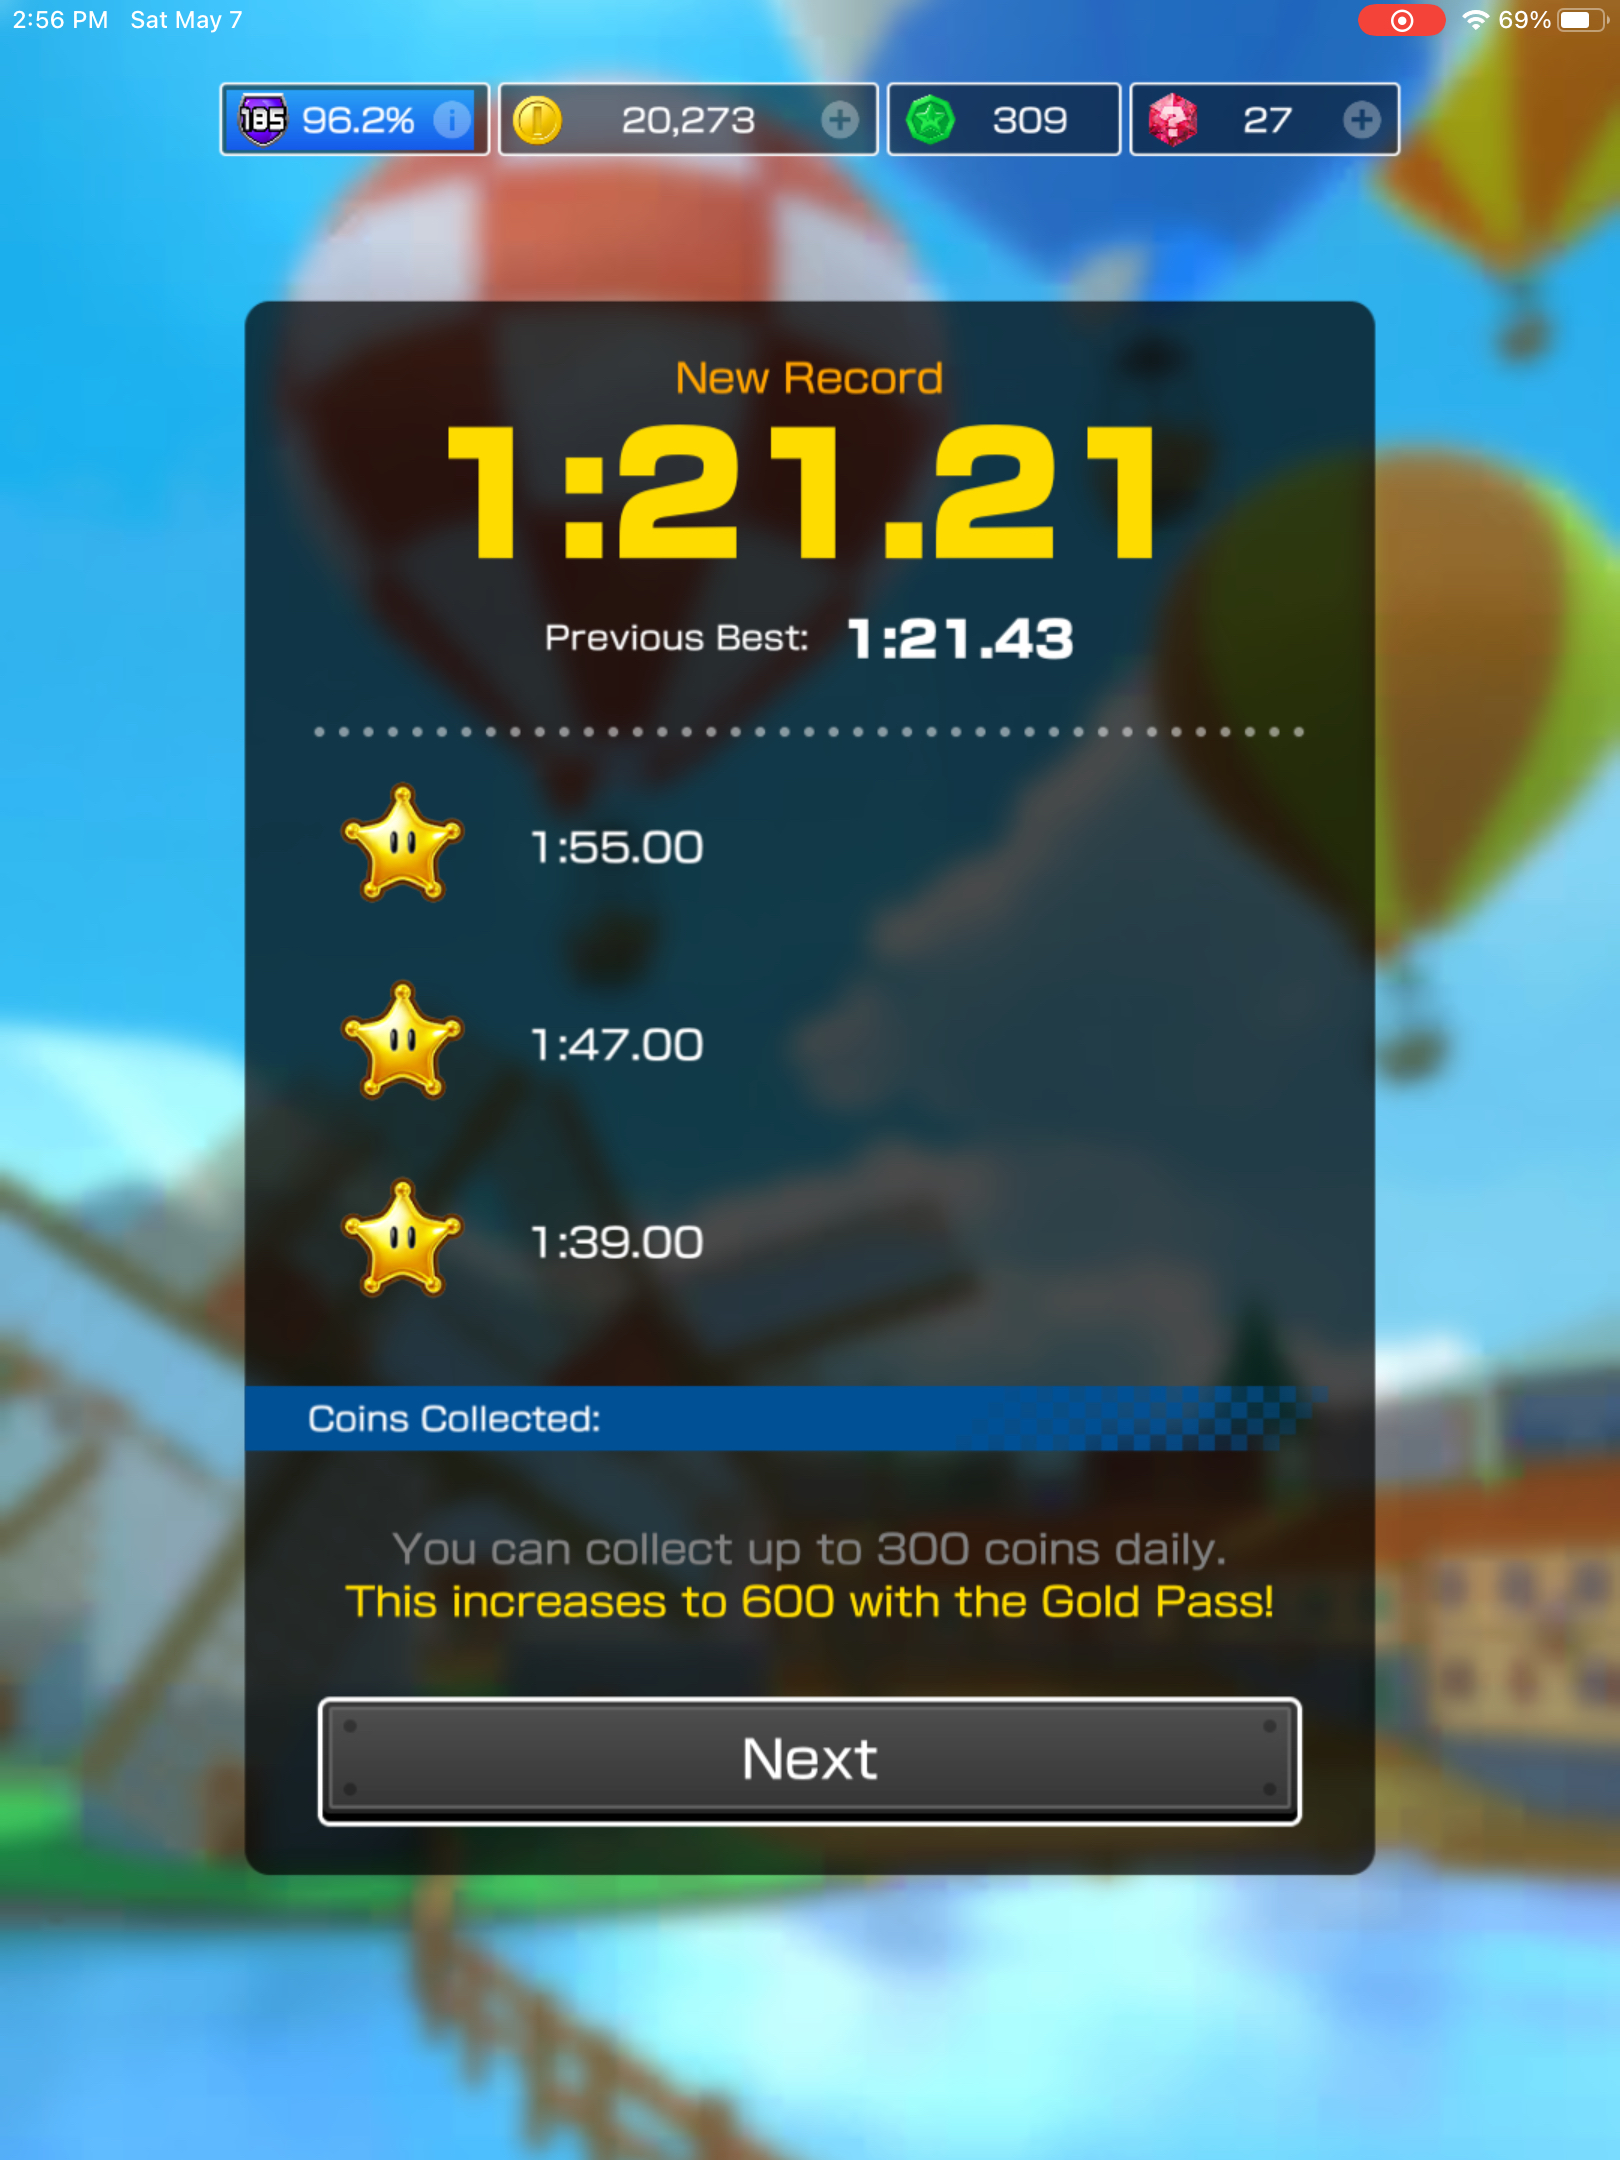 2:56 PM Sat May 7 69%
185 96.2% i 20,273 + 309 ? 27 +
New Record
1:21.21
Previous Best: 1:21.43
1:55.00
1:47.00
1:39.00
Coins Collected:
You can collect up to 300 coins daily.
This increases to 600 with the Gold Pass!
Next